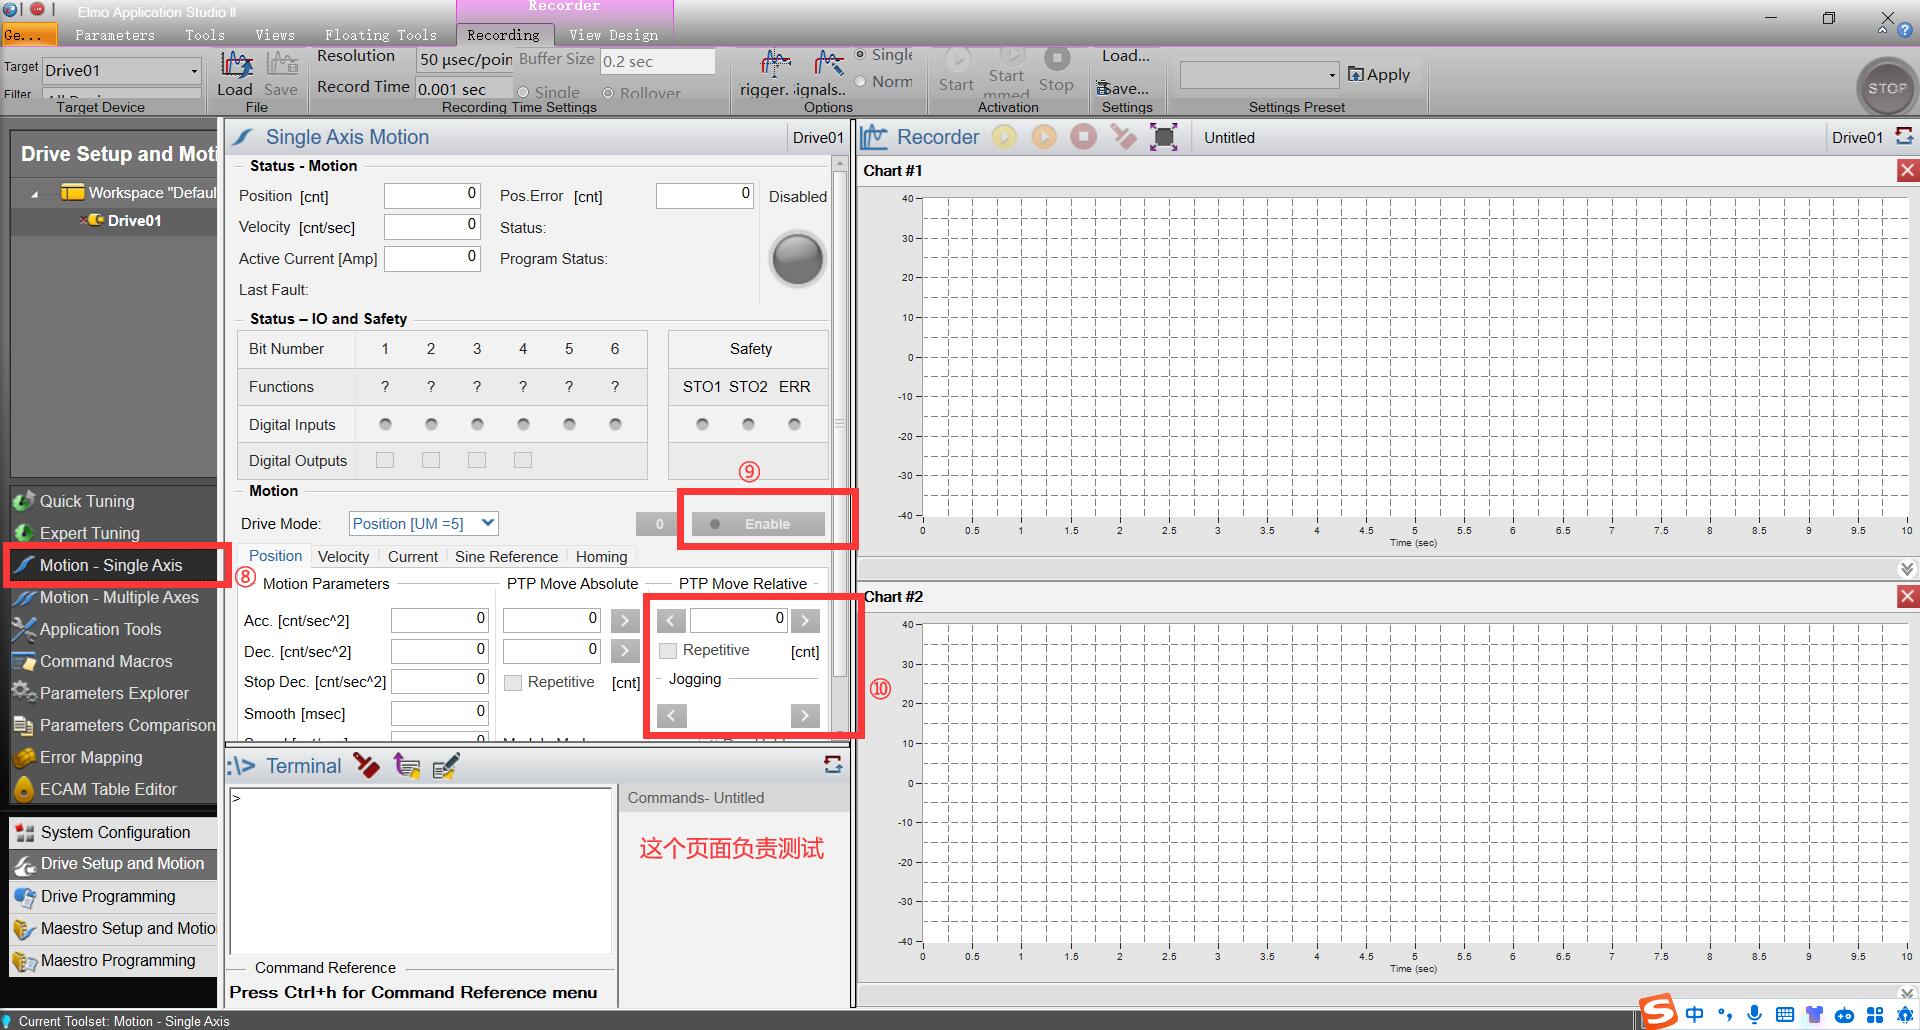 Elmo Application Studio II
Recorder
Ge...
Parameters
Tools
Views
Floating Tools
Recording
View Design
Target
Drive01
Filter
Target Device
Load
Save
File
Resolution
50 µsec/poin
Buffer Size
0.2 sec
Record Time
0.001 sec
Single
Rollover
Recording Time Settings
rigger.
ignals..
Single
Norm
Options
Start
Start
Stop
Activation
Load...
Save...
Settings
Apply
Settings Preset
STOP
Drive Setup and Moti
Workspace "Defaul
Drive01
Quick Tuning
Expert Tuning
Motion - Single Axis
Motion - Multiple Axes
Application Tools
Command Macros
Parameters Explorer
Parameters Comparison
Error Mapping
ECAM Table Editor
System Configuration
Drive Setup and Motion
Drive Programming
Maestro Setup and Motio
Maestro Programming
⑧
Single Axis Motion
Drive01
Status - Motion
Position [cnt] 0
Pos.Error [cnt] 0
Disabled
Velocity [cnt/sec] 0
Status:
Active Current [Amp] 0
Program Status:
Last Fault:
Status – IO and Safety
Bit Number 1 2 3 4 5 6
Safety
Functions ? ? ? ? ? ?
STO1 STO2 ERR
Digital Inputs
Digital Outputs
⑨
Motion
Drive Mode:
Position [UM =5]
0
Enable
Position
Velocity
Current
Sine Reference
Homing
Motion Parameters
PTP Move Absolute
PTP Move Relative
Acc. [cnt/sec^2] 0
0 >
< 0 >
Dec. [cnt/sec^2] 0
0 >
Repetitive [cnt]
Stop Dec. [cnt/sec^2] 0
Repetitive [cnt]
Jogging
Smooth [msec] 0
< >
⑩
:\> Terminal
>
Commands- Untitled
这个页面负责测试
Command Reference
Press Ctrl+h for Command Reference menu
Recorder
Untitled
Drive01
Chart #1
40
30
20
10
0
-10
-20
-30
-40
0 0.5 1 1.5 2 2.5 3 3.5 4 4.5 5 5.5 6 6.5 7 7.5 8 8.5 9 9.5 10
Time (sec)
Chart #2
40
30
20
10
0
-10
-20
-30
-40
0 0.5 1 1.5 2 2.5 3 3.5 4 4.5 5 5.5 6 6.5 7 7.5 8 8.5 9 9.5 10
Time (sec)
Current Toolset: Motion - Single Axis
S 中